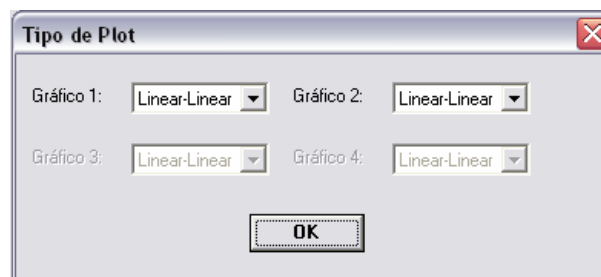 Tipo de Plot
Gráfico 1: Linear-Linear Gráfico 2: Linear-Linear
Gráfico 3: Linear-Linear Gráfico 4: Linear-Linear
OK